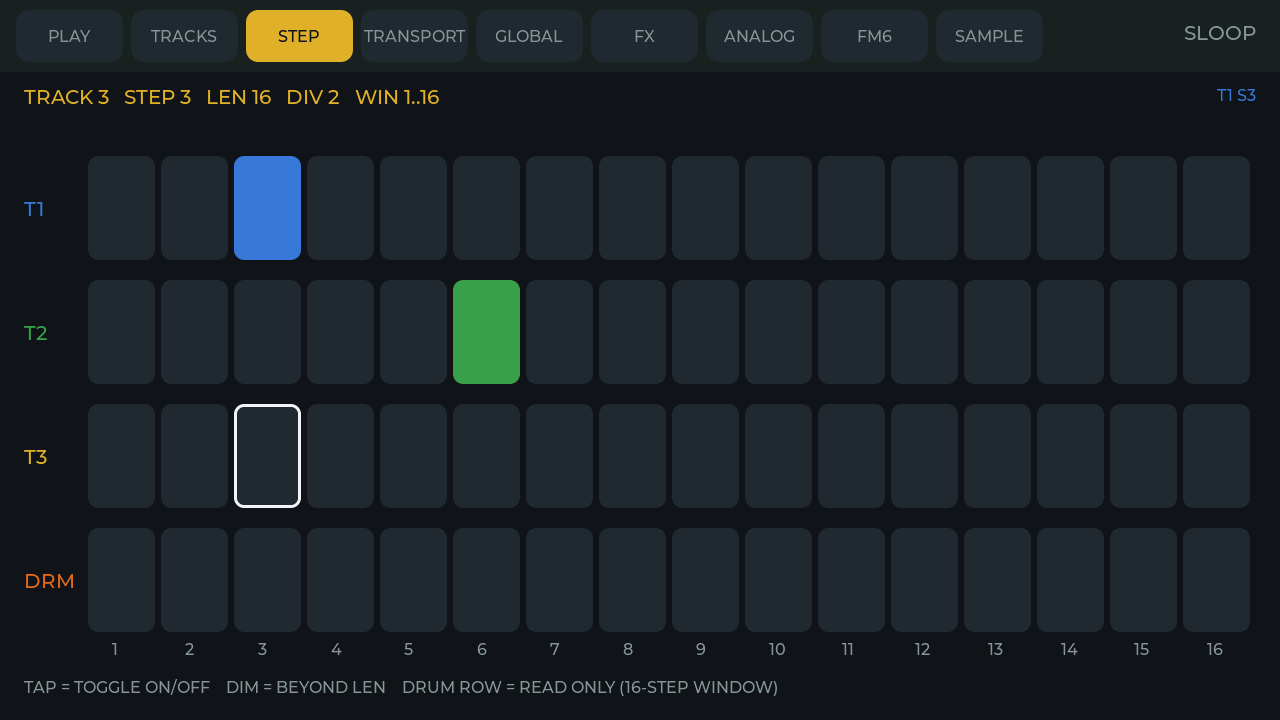 PLAY TRACKS STEP TRANSPORT GLOBAL FX ANALOG FM6 SAMPLE SLOOP
TRACK 3 STEP 3 LEN 16 DIV 2 WIN 1..16 T1 S3
T1
T2
T3
DRM
1 2 3 4 5 6 7 8 9 10 11 12 13 14 15 16
TAP = TOGGLE ON/OFF DIM = BEYOND LEN DRUM ROW = READ ONLY (16-STEP WINDOW)